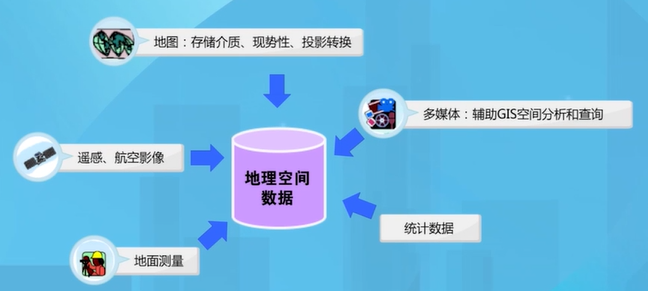 地图：存储介质、现势性、投影转换
多媒体：辅助GIS空间分析和查询
遥感、航空影像
地理空间
数据
统计数据
地面测量